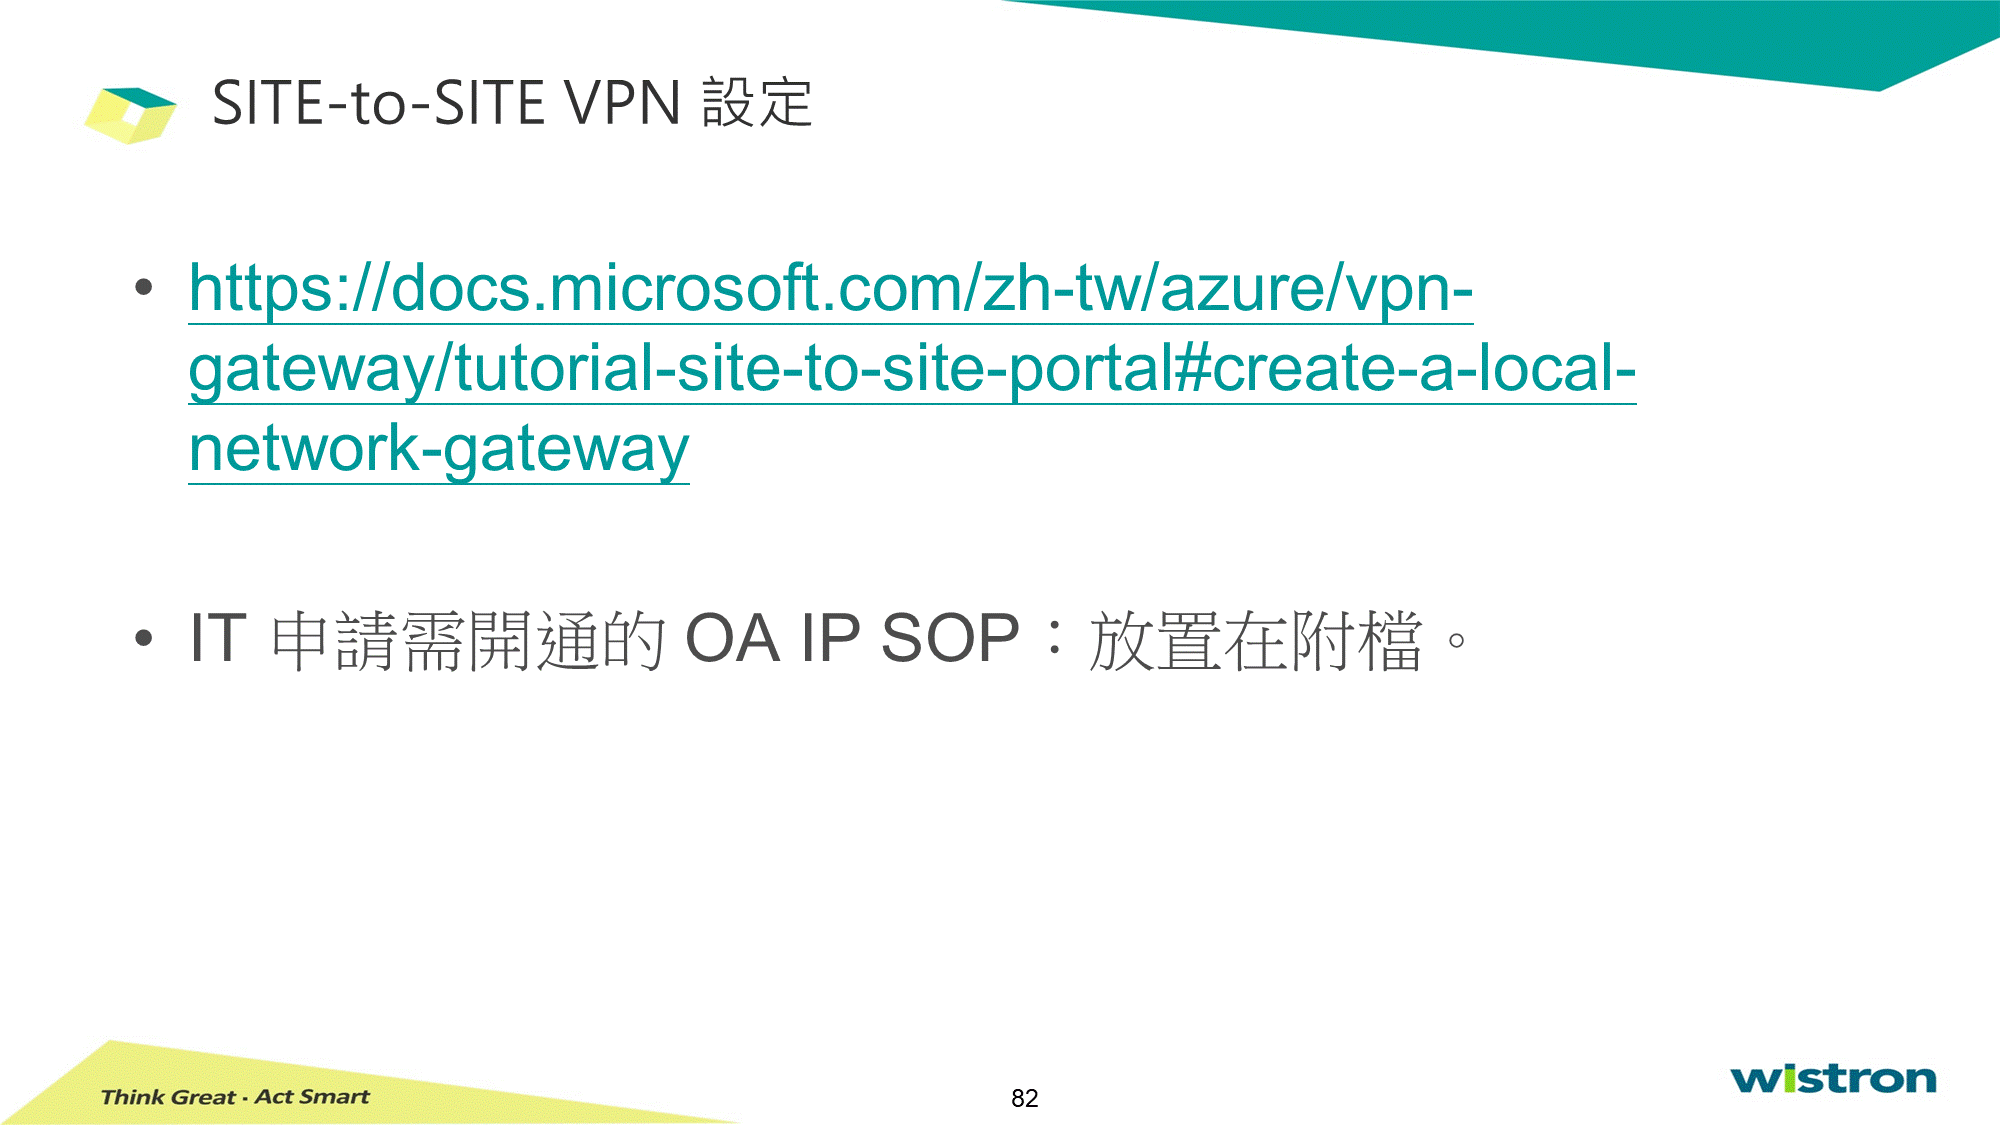 SITE-to-SITE VPN 設定
• https://docs.microsoft.com/zh-tw/azure/vpn-
gateway/tutorial-site-to-site-portal#create-a-local-
network-gateway
• IT 申請需開通的 OA IP SOP：放置在附檔。
Think Great · Act Smart
82
wistron